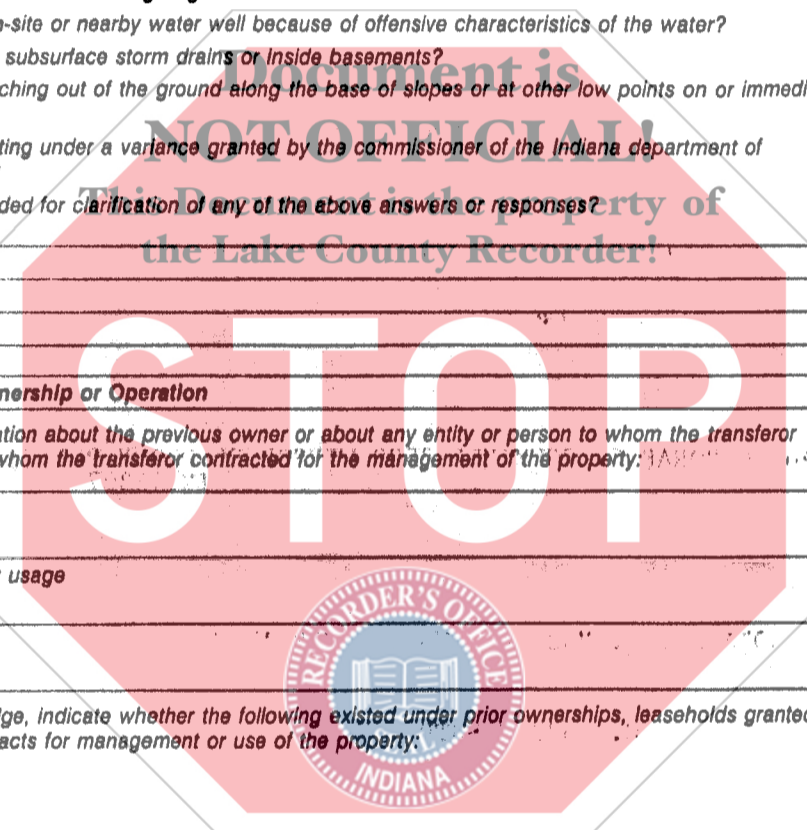 -site or nearby water well because of offensive characteristics of the water?
subsurface storm drains or inside basements?
Document is
ching out of the ground along the base of slopes or at other low points on or immedi
NOT OFFICIAL!
ting under a variance granted by the commissioner of the Indiana department of
This Document is the property of
ded for clarification of any of the above answers or responses?
the Lake County Recorder!
STOP
nership or Operation
ation about the previous owner or about any entity or person to whom the transferor
whom the transferor contracted for the management of the property:
usage
RECORDER'S OFFICE
SEAL
INDIANA
ge, indicate whether the following existed under prior ownerships, leaseholds granted
acts for management or use of the property: